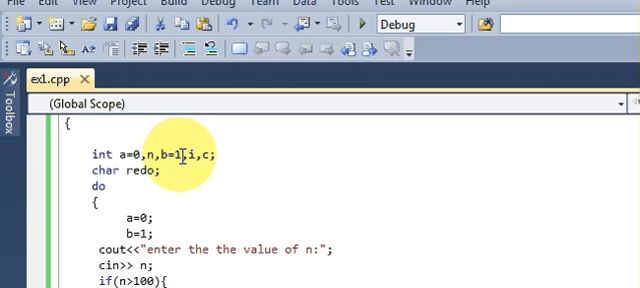 File Edit View Project Build Debug Team Data Tools Test Window Help
Debug
ex1.cpp
Toolbox
(Global Scope)
{
int a=0,n,b=1,i,c;
char redo;
do
{
a=0;
b=1;
cout<<"enter the the value of n:";
cin>> n;
if(n>100){